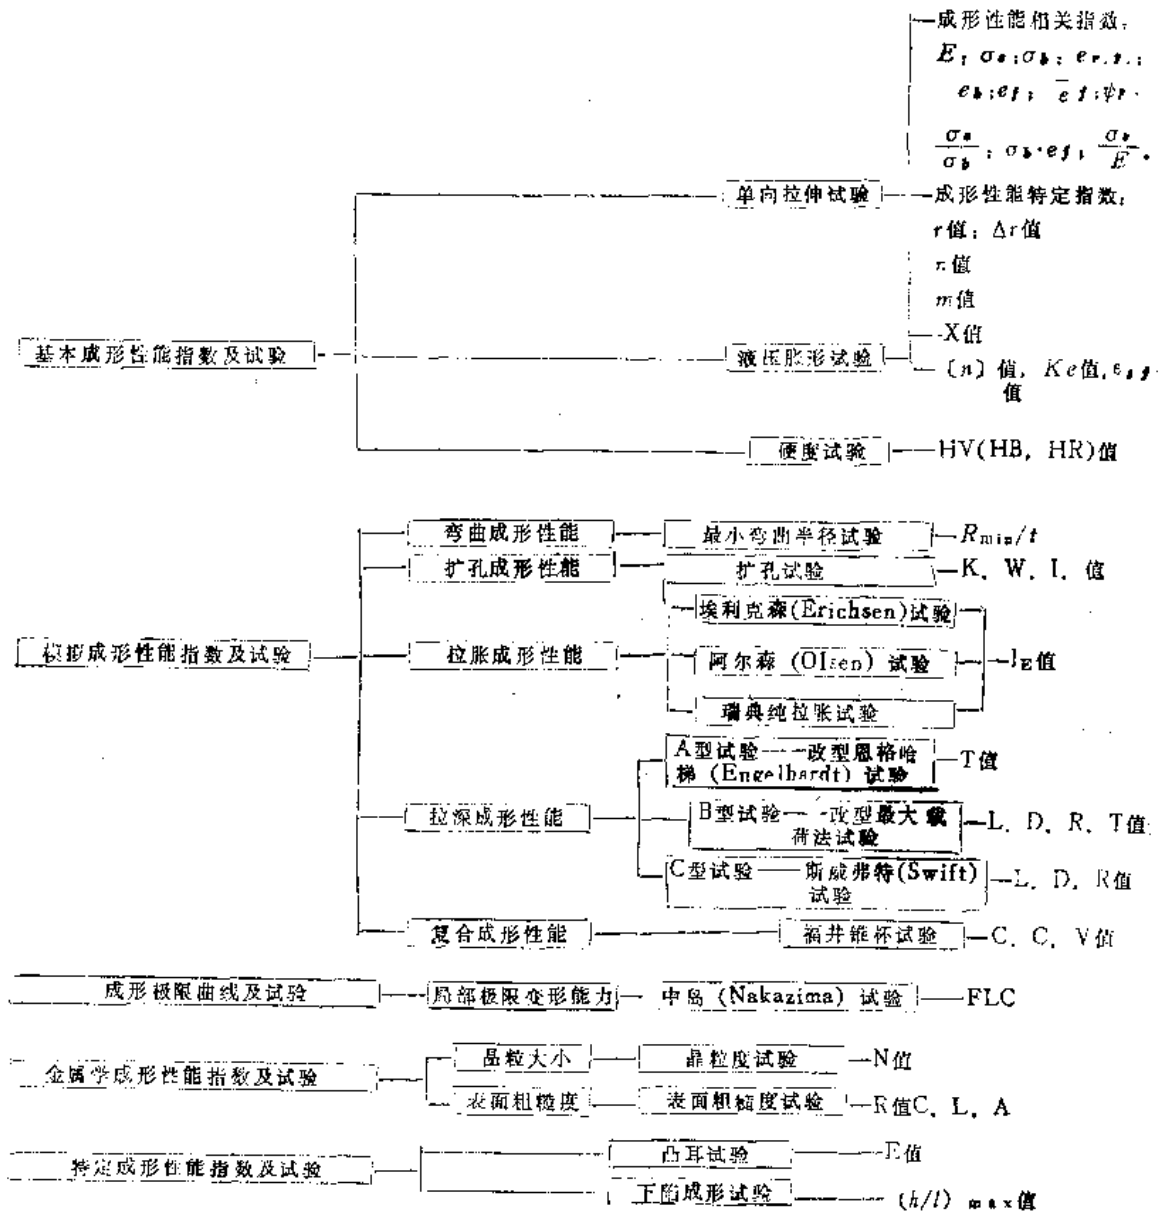 成形性能相关指数：
单向拉伸试验
成形性能特定指数：
r值；Δr值
n值
m值
X值
基本成形性能指数及试验
液压胀形试验
〔n〕值，Ke值，
值
硬度试验
HV(HB，HR)值
弯曲成形性能 最小弯曲半径试验 Rmin/t
扩孔成形性能 扩孔试验 K．W．I．值
埃利克森(Erichsen)试验
模拟成形性能指数及试验 拉胀成形性能 阿尔森 (Olsen) 试验 IE值
瑞典纯拉张试验
A型试验——改型恩格哈
梯 (Engelhardt) 试验
T值
拉深成形性能
B型试验——改型最大载
荷法试验
L．D．R．T值
C型试验——斯威弗特(Swift)
试验
L．D．R值
复合成形性能 福井锥杯试验 C．C．V值
成形极限曲线及试验 局部极限变形能力 中岛 (Nakazima) 试验 FLC
晶粒大小 晶粒度试验 N值
金属学成形性能指数及试验
表面粗糙度 表面粗糙度试验 R值C．L．A
凸耳试验 E值
特定成形性能指数及试验
下陷成形试验 (h/l) max值